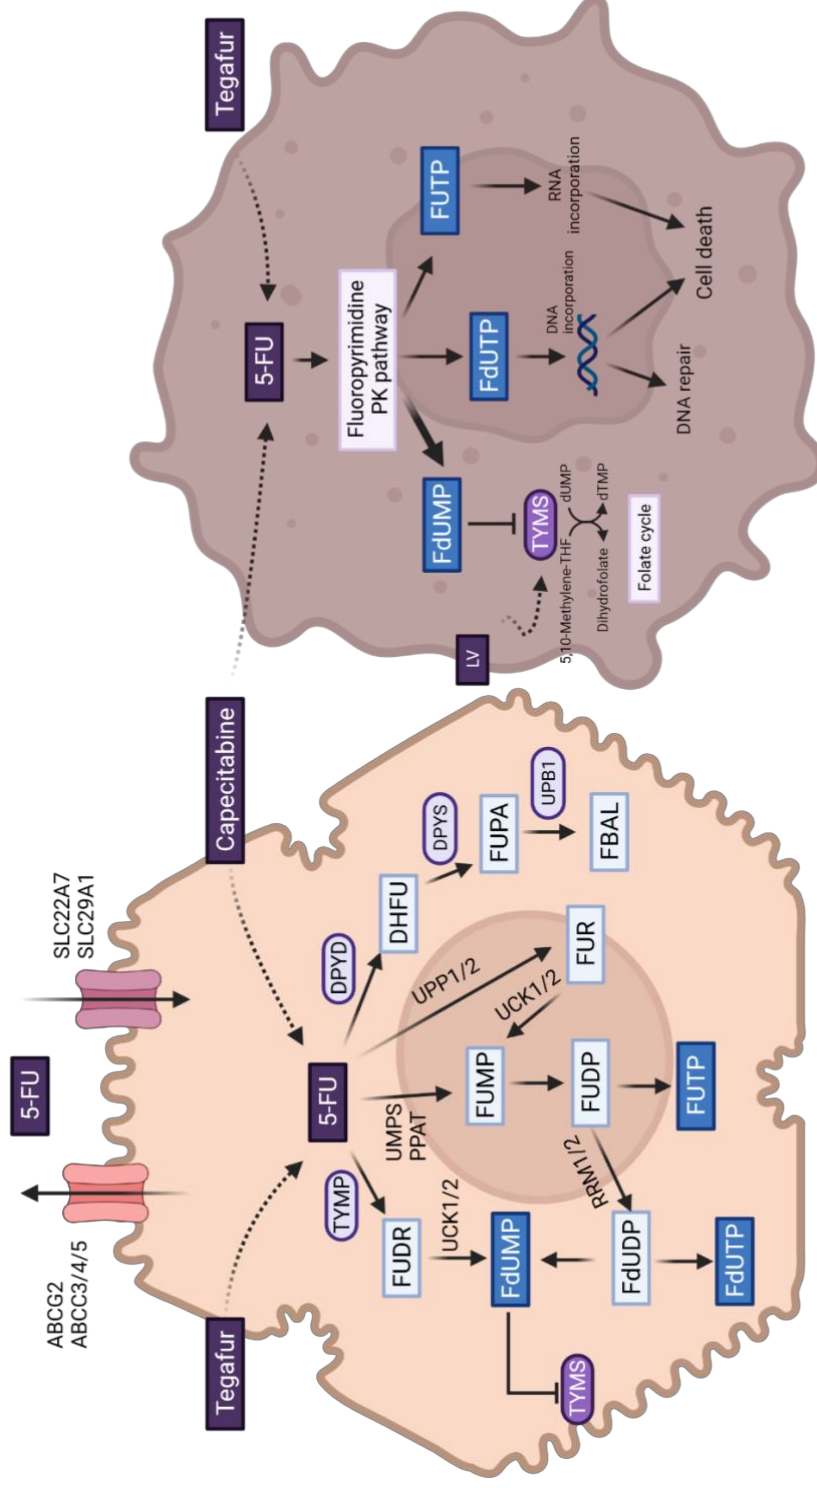 ABCG2
ABCC3/4/5
5-FU
SLC22A7
SLC29A1
Tegafur
Capecitabine
5-FU
TYMP
DPYD
FUDR
DHFU
UMPS
PPAT
UPP1/2
DPYS
UCK1/2
UCK1/2
FUMP
FUPA
UPB1
FdUMP
FUR
FUDP
FBAL
RRM1/2
TYMS
FdUDP
FUTP
FdUTP
Tegafur
5-FU
Fluoropyrimidine
PK pathway
FdUMP
FdUTP
FUTP
LV
TYMS
DNA
incorporation
RNA
incorporation
5,10-Methylene-THF
dUMP
Dihydrofolate
dTMP
Folate cycle
DNA repair
Cell death